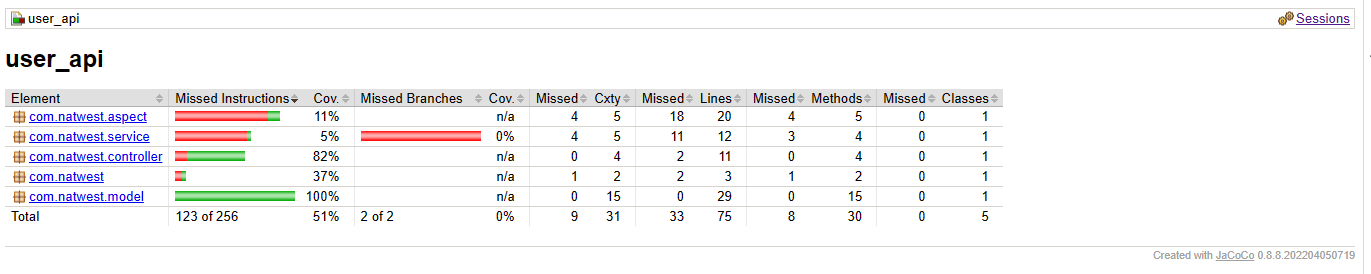 user_api Sessions
user_api
Element Missed Instructions Cov. Missed Branches Cov. Missed Cxty Missed Lines Missed Methods Missed Classes
com.natwest.aspect 11% n/a 4 5 18 20 4 5 0 1
com.natwest.service 5% 0% 4 5 11 12 3 4 0 1
com.natwest.controller 82% n/a 0 4 2 11 0 4 0 1
com.natwest 37% n/a 1 2 2 3 1 2 0 1
com.natwest.model 100% n/a 0 15 0 29 0 15 0 1
Total 123 of 256 51% 2 of 2 0% 9 31 33 75 8 30 0 5
Created with JaCoCo 0.8.8.202204050719